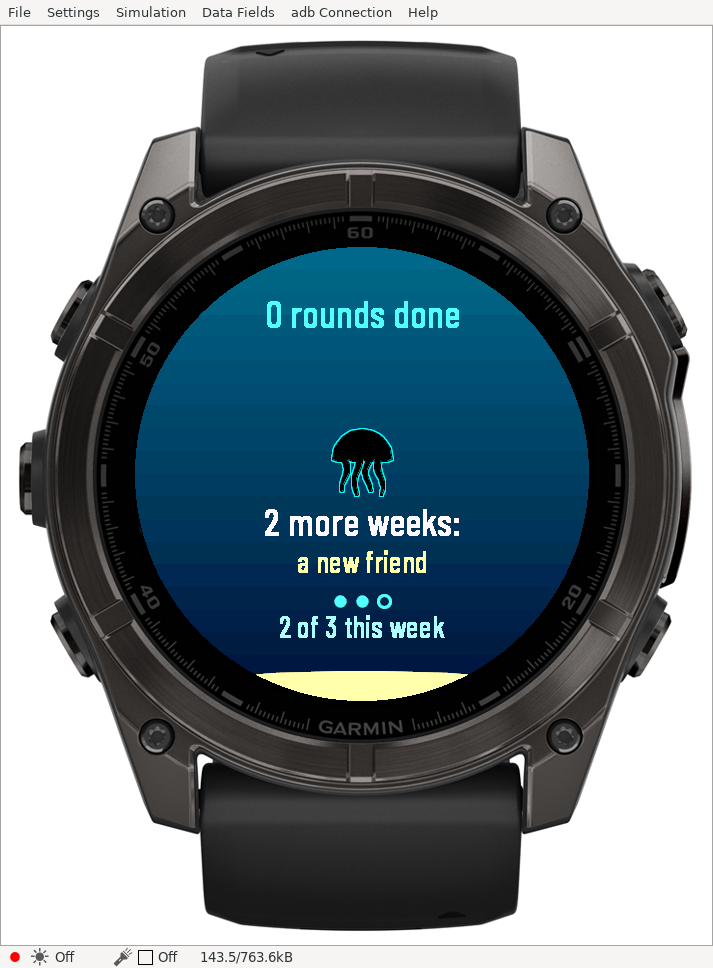 File Settings Simulation Data Fields adb Connection Help
60
50
0 rounds done
2 more weeks:
a new friend
40
20
2 of 3 this week
GARMIN
Off Off 143.5/763.6kB